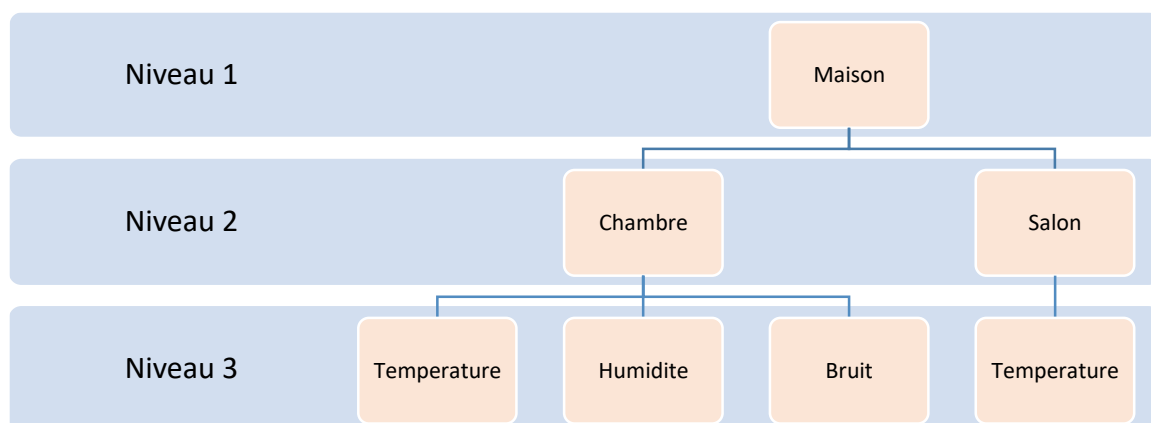 Niveau 1
Maison
Niveau 2
Chambre
Salon
Niveau 3
Temperature
Humidite
Bruit
Temperature